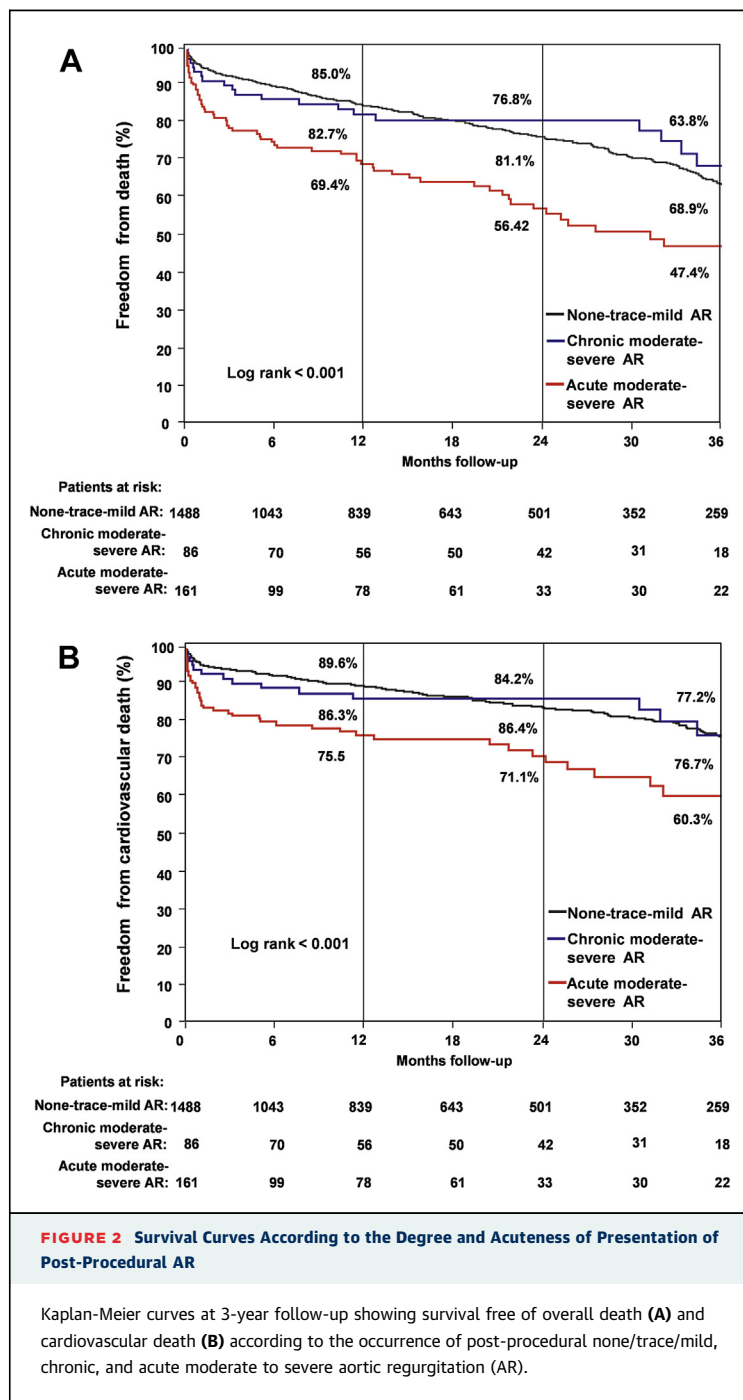 A
100
90
80
70
60
50
40
30
20
10
0
Freedom from death (%)
85.0%
76.8%
63.8%
82.7%
81.1%
69.4%
68.9%
56.42
47.4%
None-trace-mild AR
Chronic moderate-
severe AR
Acute moderate-
severe AR
Log rank < 0.001
0 6 12 18 24 30 36
Months follow-up
Patients at risk:
None-trace-mild AR: 1488 1043 839 643 501 352 259
Chronic moderate-
severe AR: 86 70 56 50 42 31 18
Acute moderate-
severe AR: 161 99 78 61 33 30 22
B
100
90
80
70
60
50
40
30
20
10
0
Freedom from cardiovascular death (%)
89.6%
84.2%
77.2%
86.3%
86.4%
75.5
71.1%
76.7%
60.3%
None-trace-mild AR
Chronic moderate-
severe AR
Acute moderate-
severe AR
Log rank < 0.001
0 6 12 18 24 30 36
Months follow-up
Patients at risk:
None-trace-mild AR: 1488 1043 839 643 501 352 259
Chronic moderate-
severe AR: 86 70 56 50 42 31 18
Acute moderate-
severe AR: 161 99 78 61 33 30 22
FIGURE 2 Survival Curves According to the Degree and Acuteness of Presentation of
Post-Procedural AR
Kaplan-Meier curves at 3-year follow-up showing survival free of overall death (A) and
cardiovascular death (B) according to the occurrence of post-procedural none/trace/mild,
chronic, and acute moderate to severe aortic regurgitation (AR).